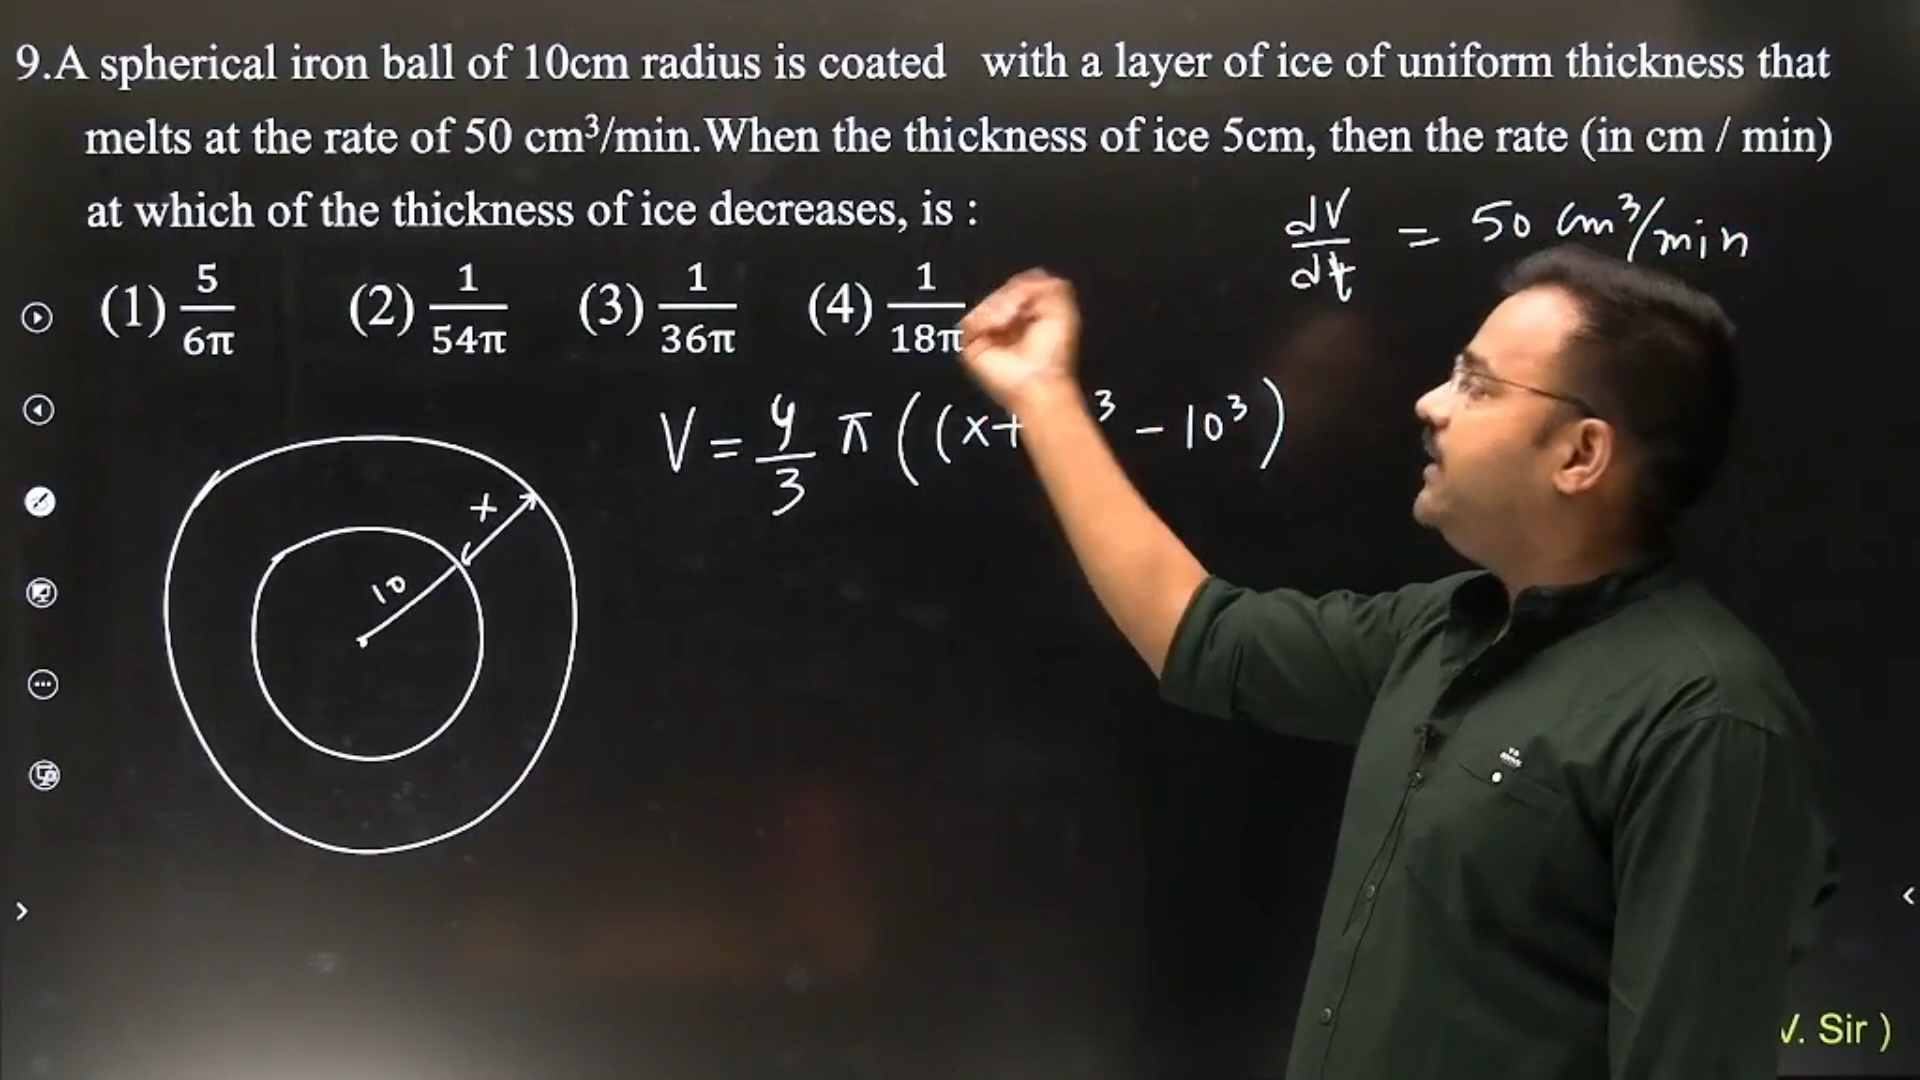 9.A spherical iron ball of 10cm radius is coated with a layer of ice of uniform thickness that
melts at the rate of 50 cm³/min.When the thickness of ice 5cm, then the rate (in cm / min)
at which of the thickness of ice decreases, is :
dV/dt = 50 cm³/min
(1) 5/6π (2) 1/54π (3) 1/36π (4) 1/18π
V = 4/3 π ((x+ ³ - 10³)
x
10
V. Sir )